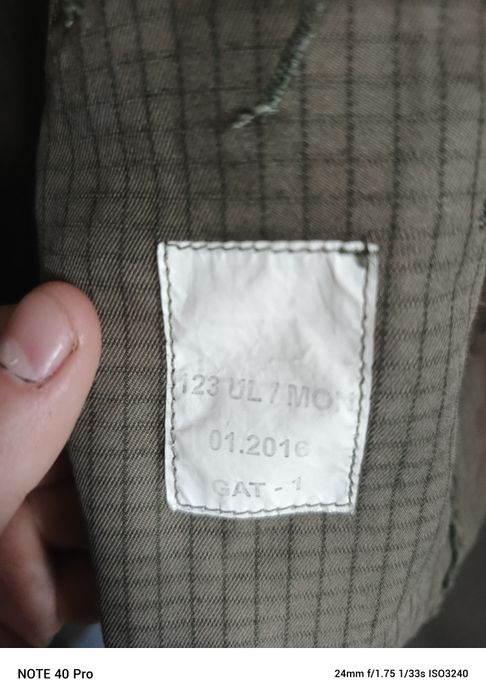 123 UL / MON
01.2016
GAT - 1
NOTE 40 Pro
24mm f/1.75 1/33s ISO3240